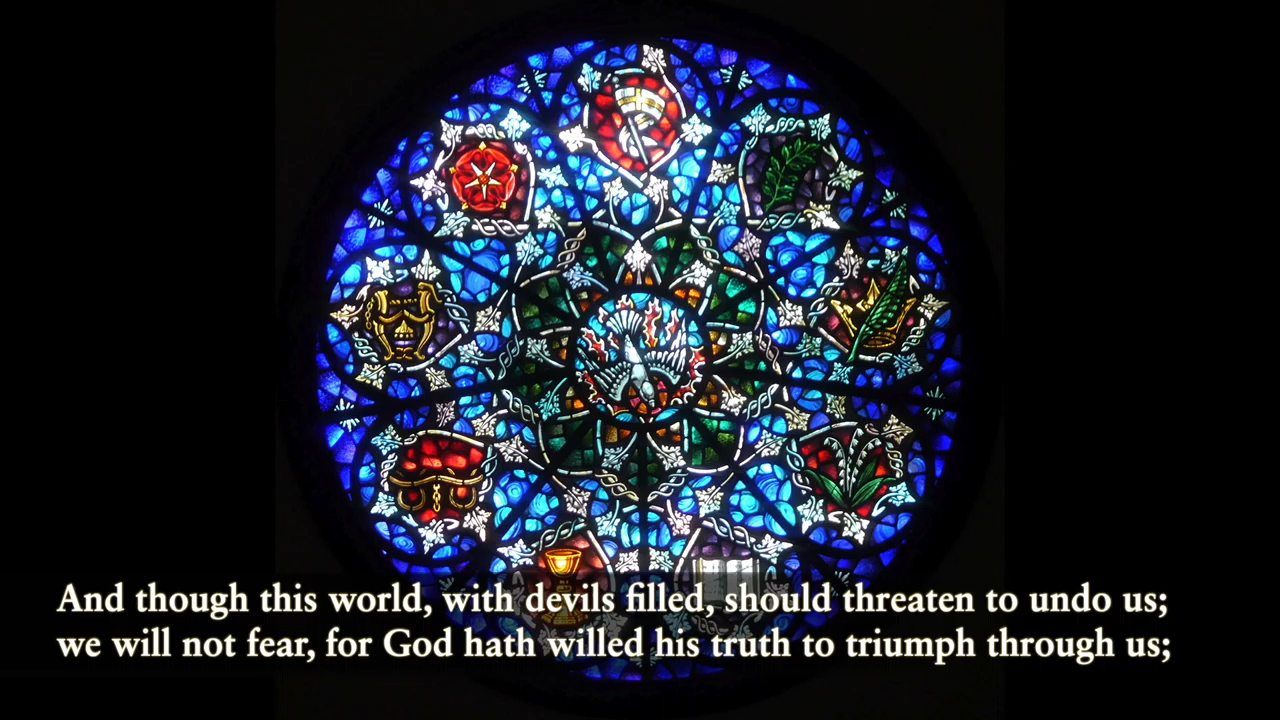 And though this world, with devils filled, should threaten to undo us;
we will not fear, for God hath willed his truth to triumph through us;